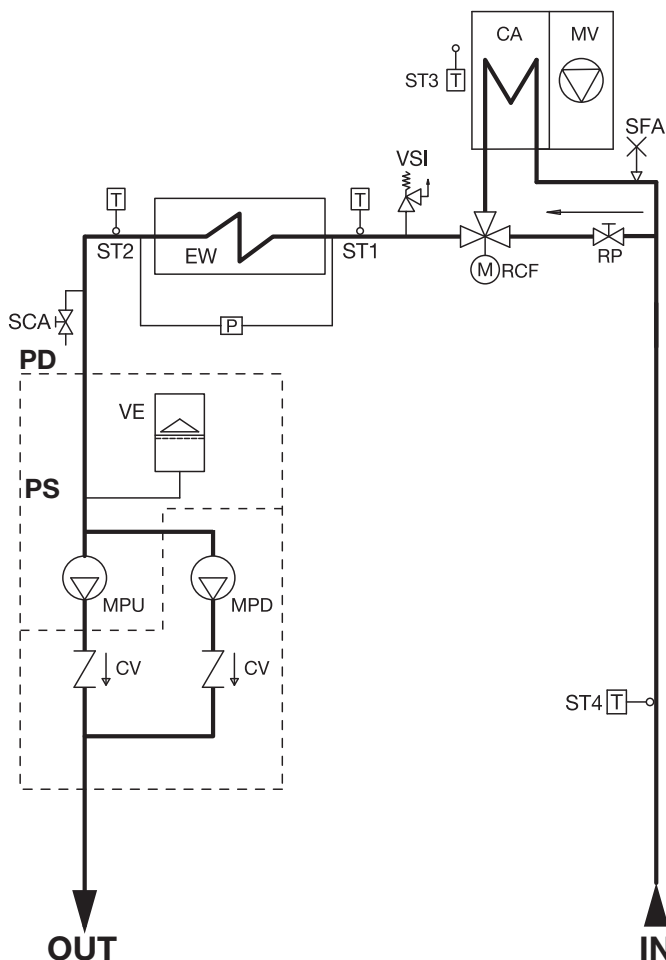 CA
MV
ST3
T
SFA
VSI
T
T
ST2
EW
ST1
M
RCF
RP
P
SCA
PD
VE
PS
MPU
MPD
CV
CV
ST4
T
OUT
IN